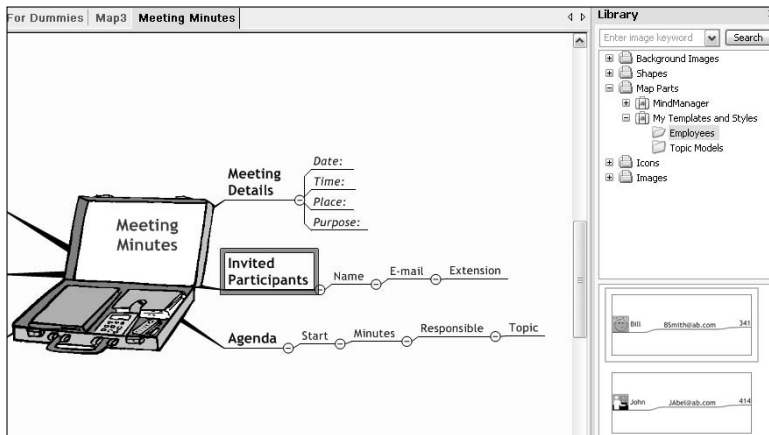 For Dummies Map3 Meeting Minutes
Meeting
Minutes
Meeting
Details
Date:
Time:
Place:
Purpose:
Invited
Participants
Name
E-mail
Extension
Agenda
Start
Minutes
Responsible
Topic
Library
Enter image keyword Search
Background Images
Shapes
Map Parts
MindManager
My Templates and Styles
Employees
Topic Models
Icons
Images
Bill BSmith@ab.com 341
John JAbel@ab.com 414